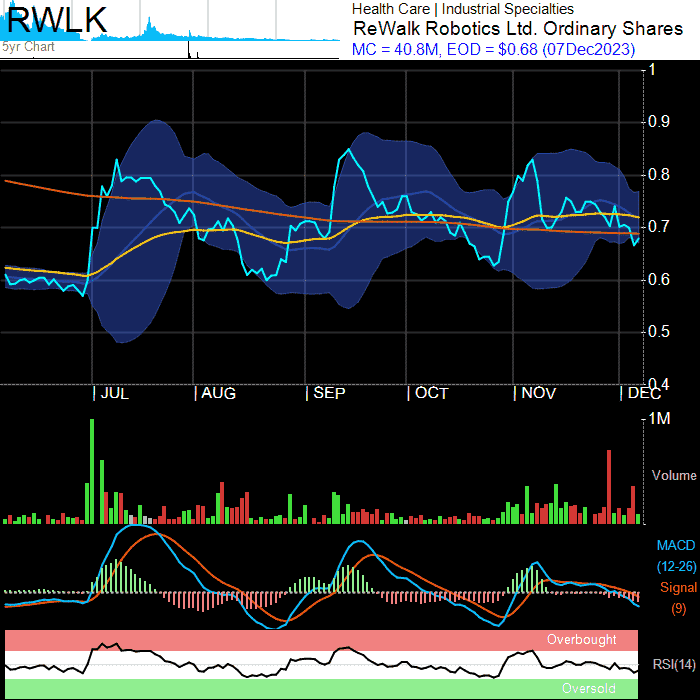 RWLK
5yr Chart
Health Care | Industrial Specialties
ReWalk Robotics Ltd. Ordinary Shares
MC = 40.8M, EOD = $0.68 (07Dec2023)
1
0.9
0.8
0.7
0.6
0.5
0.4
JUL AUG SEP OCT NOV DEC
1M
Volume
MACD
(12-26)
Signal
(9)
Overbought
RSI(14)
Oversold